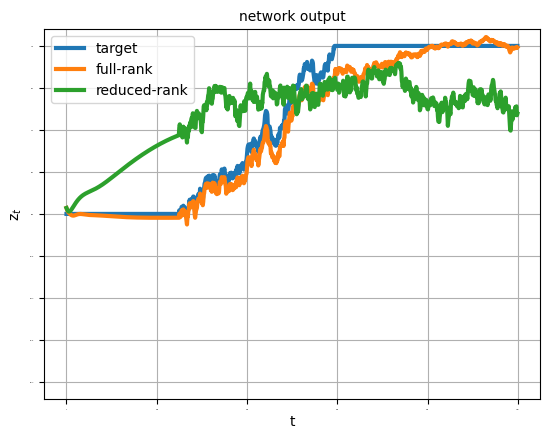 network output
target
full-rank
reduced-rank
z_t
t